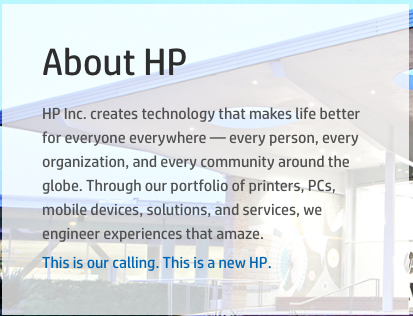 About HP
HP Inc. creates technology that makes life better
for everyone everywhere — every person, every
organization, and every community around the
globe. Through our portfolio of printers, PCs,
mobile devices, solutions, and services, we
engineer experiences that amaze.
This is our calling. This is a new HP.